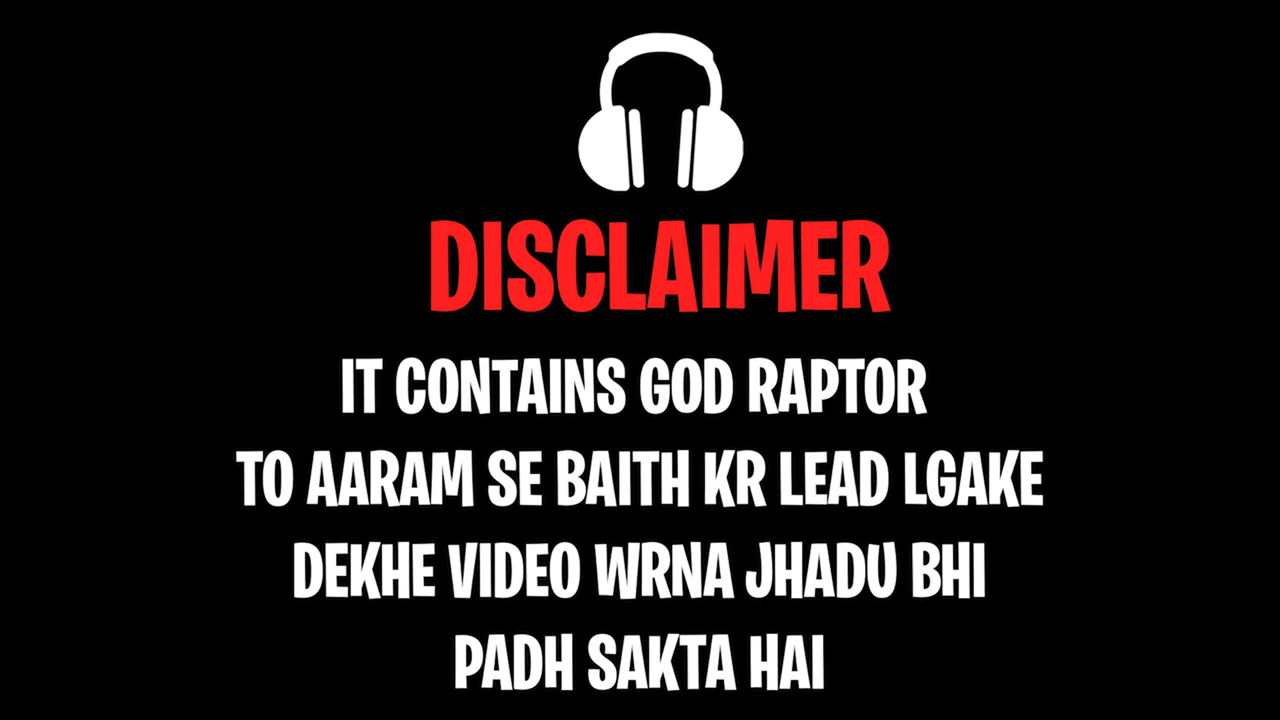 DISCLAIMER
IT CONTAINS GOD RAPTOR
TO AARAM SE BAITH KR LEAD LGAKE
DEKHE VIDEO WRNA JHADU BHI
PADH SAKTA HAI